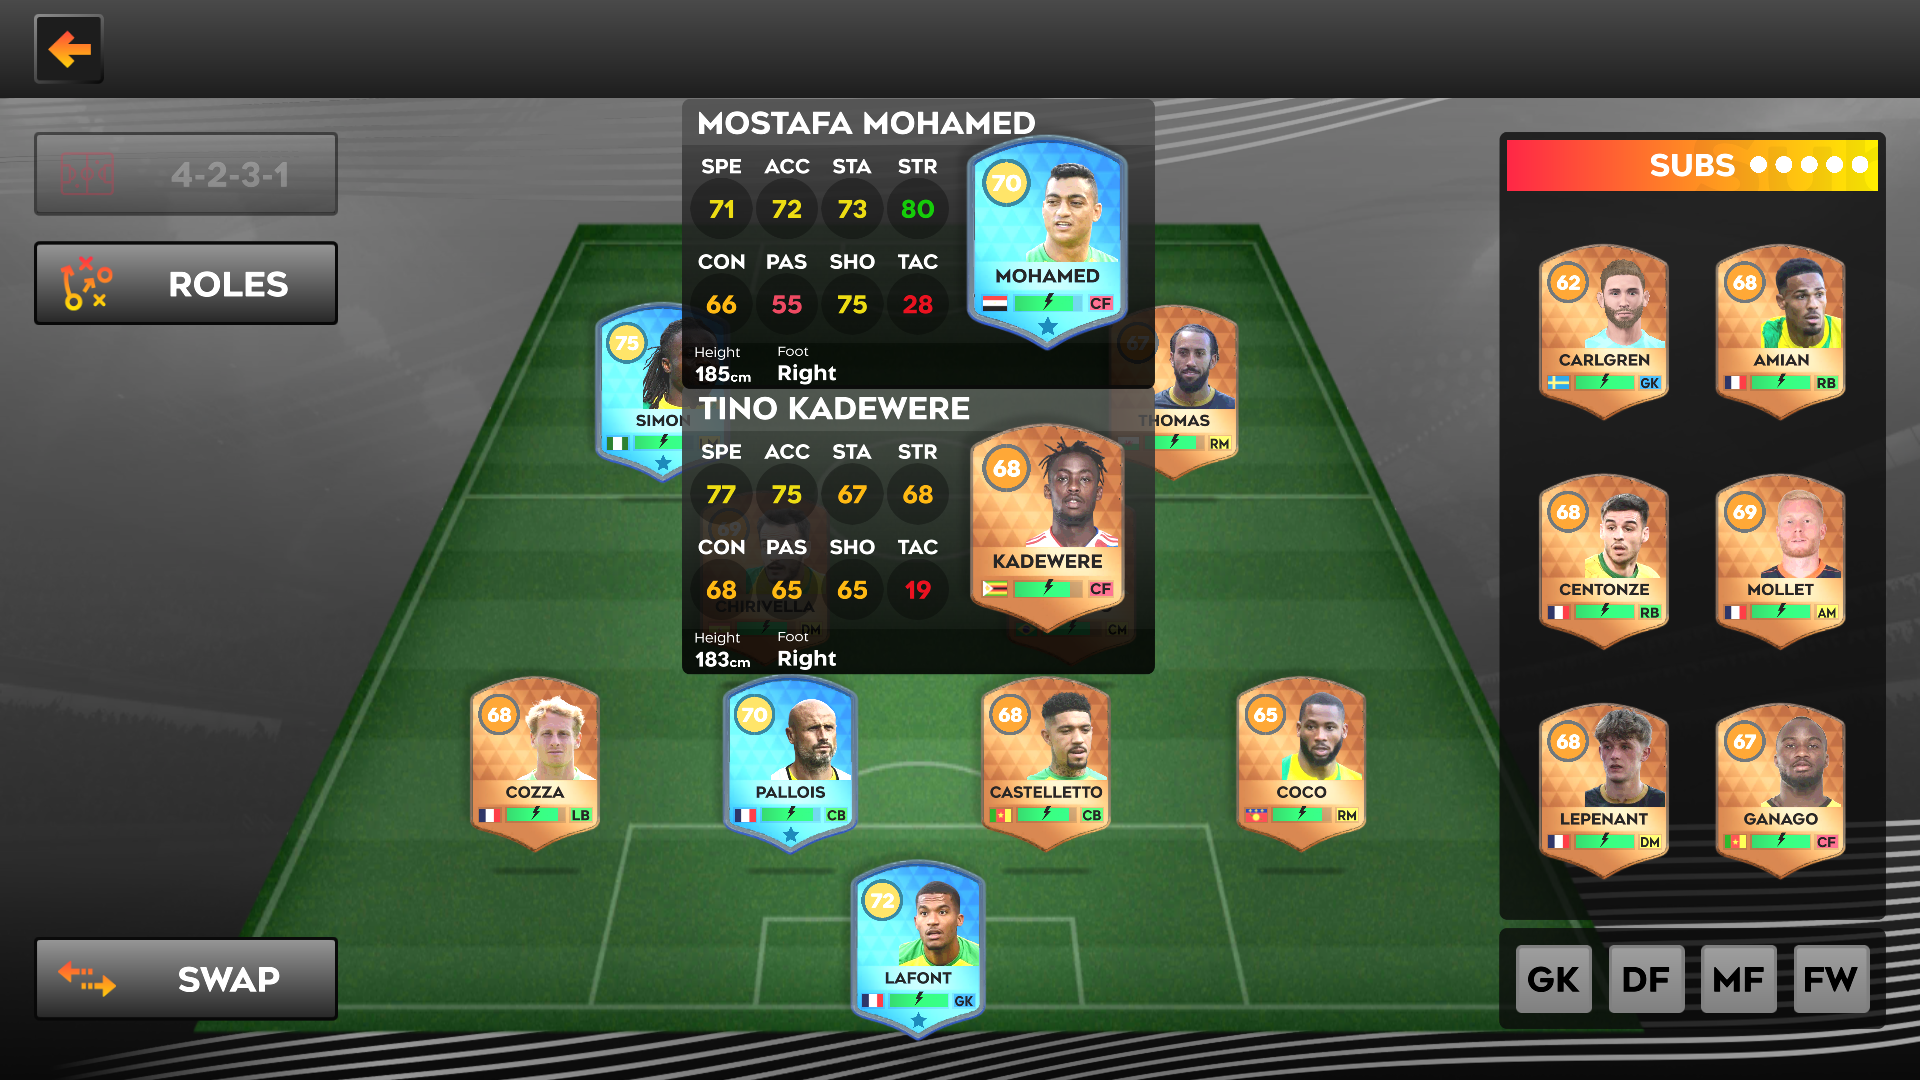 4-2-3-1
ROLES
SWAP
MOSTAFA MOHAMED
SPE ACC STA STR
71 72 73 80
CON PAS SHO TAC
66 55 75 28
Height Foot
185cm Right
70
MOHAMED
CF
TINO KADEWERE
SPE ACC STA STR
77 75 67 68
CON PAS SHO TAC
68 65 65 19
Height Foot
183cm Right
68
KADEWERE
CF
75
SIMON
67
THOMAS
RM
69
CHIRIVELLA
DM
CM
68
COZZA
LB
70
PALLOIS
CB
68
CASTELLETTO
CB
65
COCO
RM
72
LAFONT
GK
SUBS
62
CARLGREN
GK
68
AMIAN
RB
68
CENTONZE
RB
69
MOLLET
AM
68
LEPENANT
DM
67
GANAGO
CF
GK DF MF FW